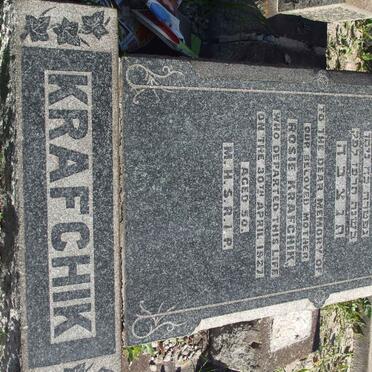 TO THE DEAR MEMORY OF
OUR BELOVED MOTHER
ROSIE KRAFCHIK
WHO DEPARTED THIS LIFE
ON THE 30TH APRIL 1927
AGED 50.
M.H.S.R.I.P.
KRAFCHIK